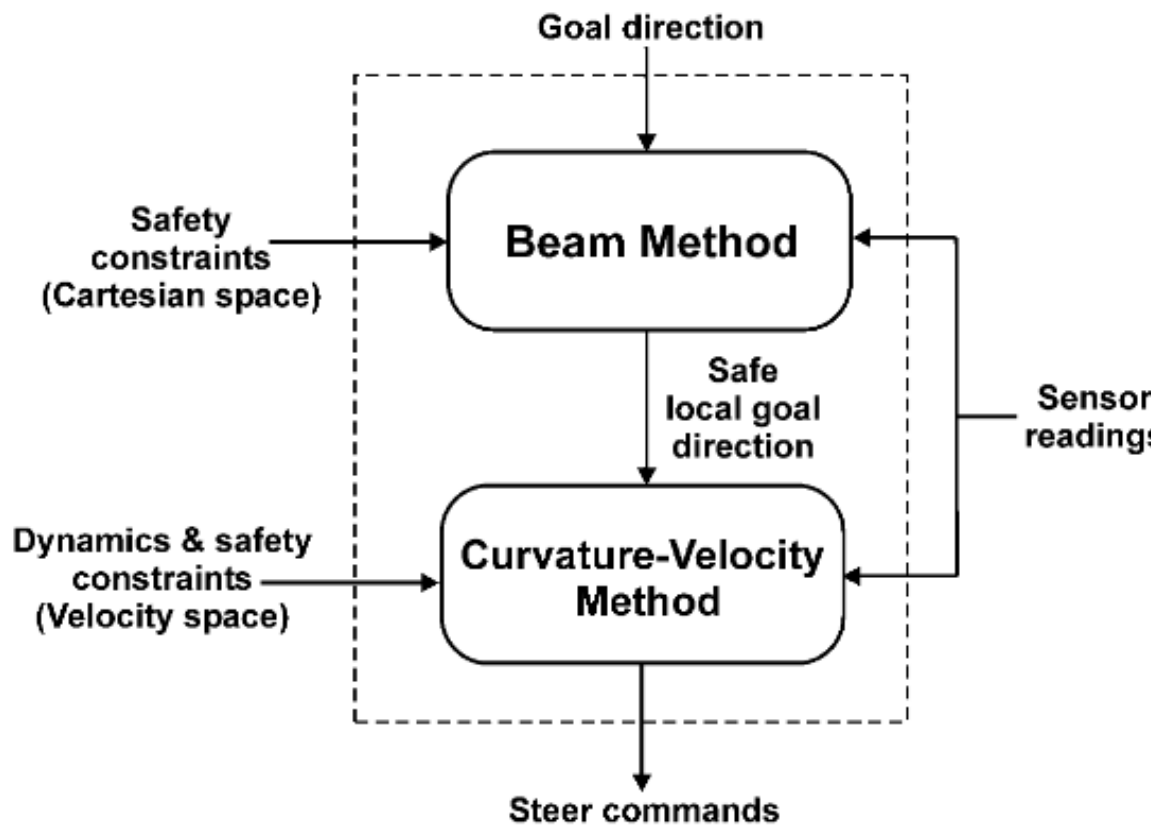 Goal direction
Safety
constraints
(Cartesian space)
Beam Method
Safe
local goal
direction
Sensor
readings
Dynamics & safety
constraints
(Velocity space)
Curvature-Velocity
Method
Steer commands